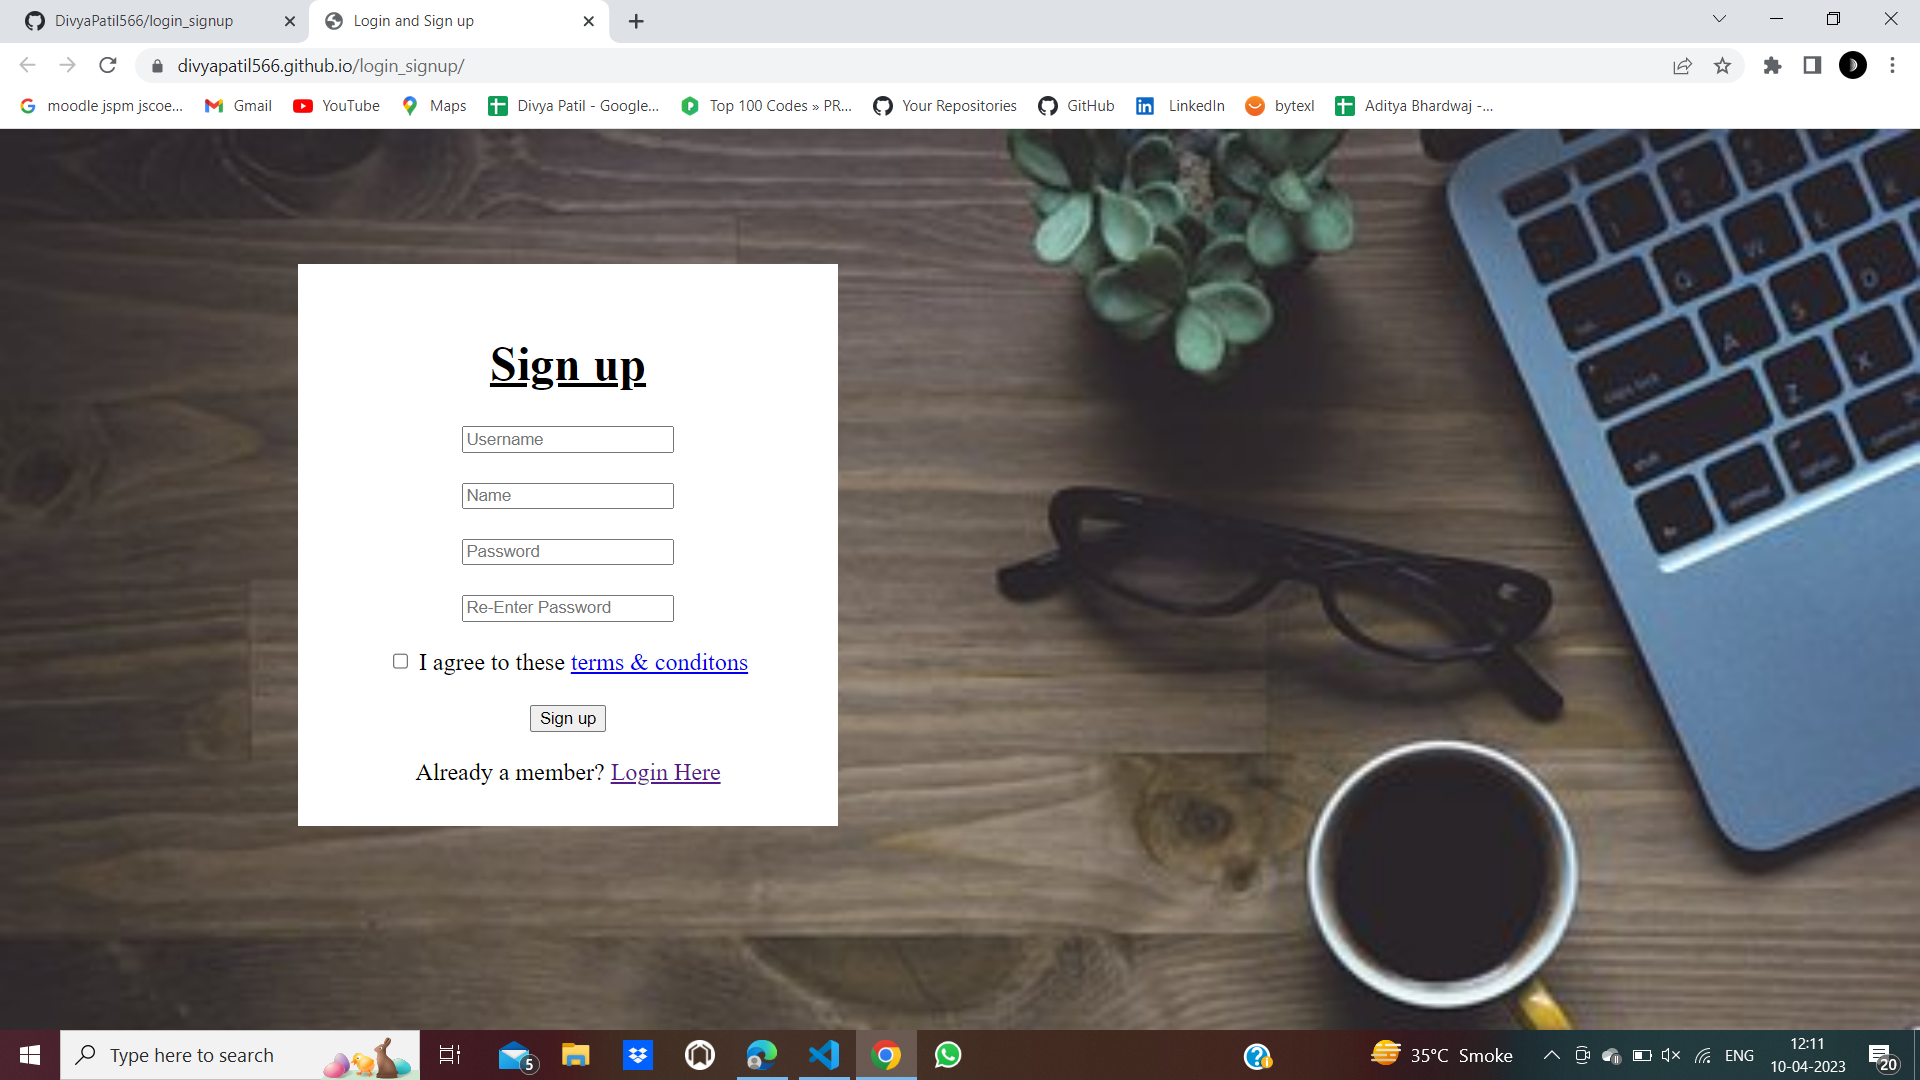 DivyaPatil566/login_signup
Login and Sign up
divyapatil566.github.io/login_signup/
moodle jspm jscoe... Gmail YouTube Maps Divya Patil - Google... Top 100 Codes » PR... Your Repositories GitHub LinkedIn bytexl Aditya Bhardwaj -...
Sign up
Username
Name
Password
Re-Enter Password
I agree to these terms & conditons
Sign up
Already a member? Login Here
Type here to search
5
35°C Smoke
ENG
12:11
10-04-2023
20